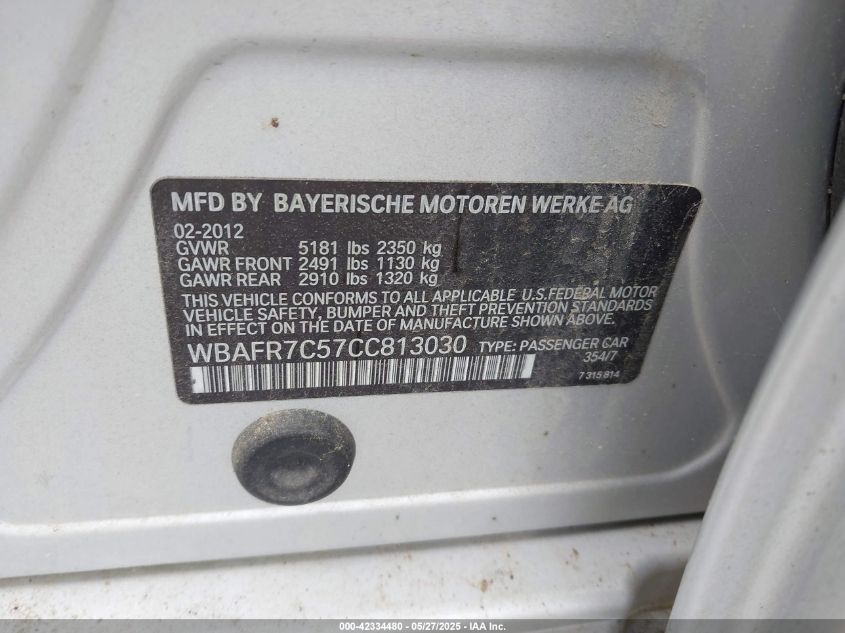 MFD BY BAYERISCHE MOTOREN WERKE AG
02-2012
GVWR 5181 lbs 2350 kg
GAWR FRONT 2491 lbs 1130 kg
GAWR REAR 2910 lbs 1320 kg
THIS VEHICLE CONFORMS TO ALL APPLICABLE U.S.FEDERAL MOTOR
VEHICLE SAFETY, BUMPER AND THEFT PREVENTION STANDARDS
IN EFFECT ON THE DATE OF MANUFACTURE SHOWN ABOVE.
WBAFR7C57CC813030 TYPE: PASSENGER CAR
354/7
7 315 814
000-42334480 - 05/27/2025 - IAA Inc.